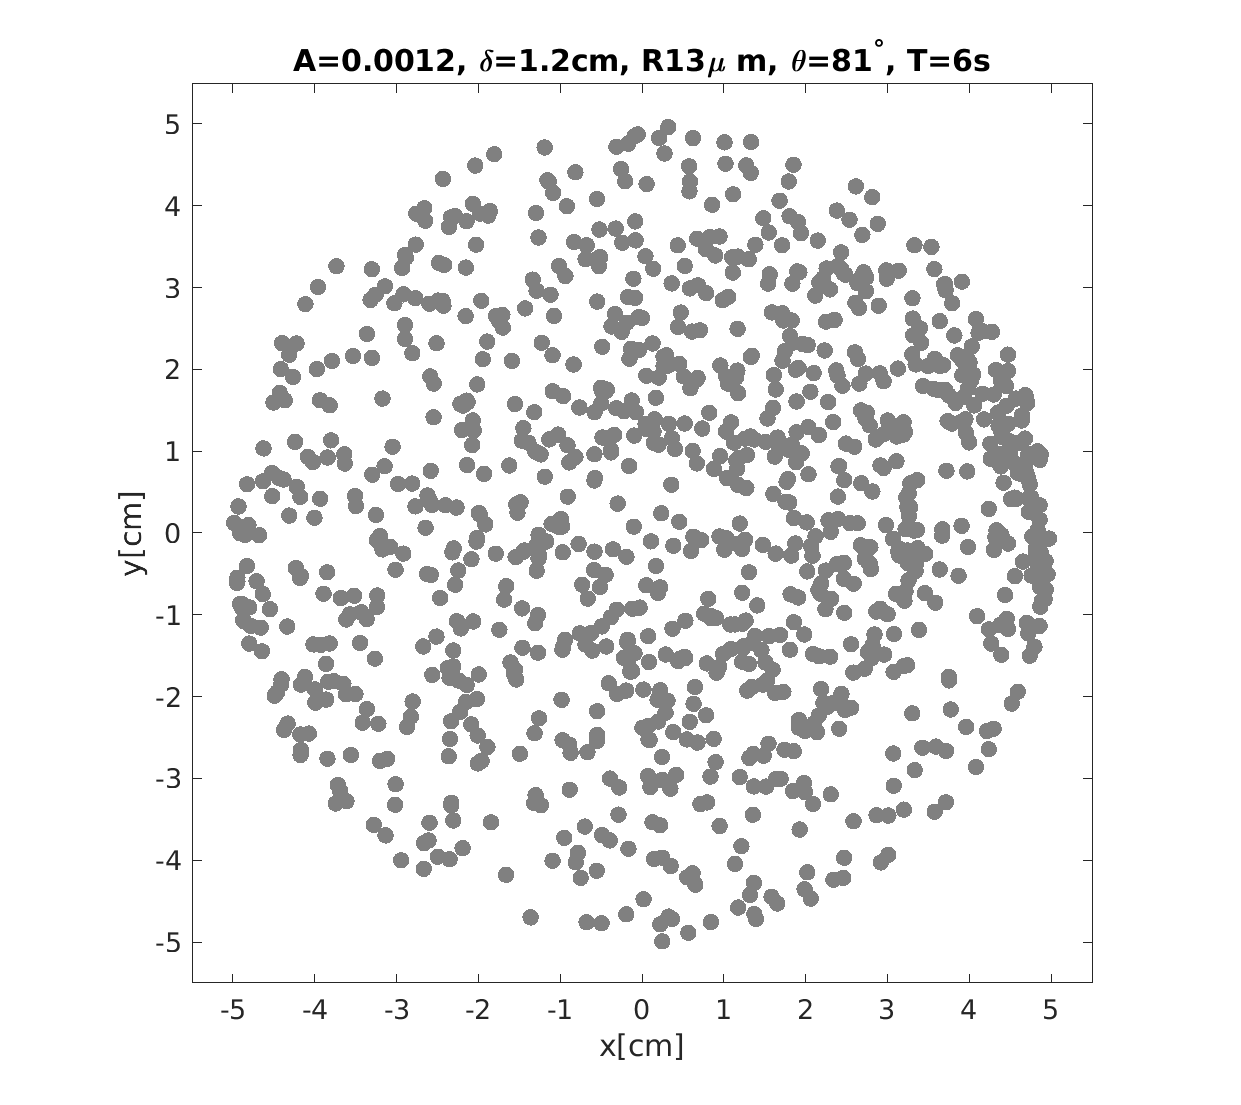 A=0.0012, δ=1.2cm, R13μ m, θ=81°, T=6s
5
4
3
2
1
0
-1
-2
-3
-4
-5
y[cm]
-5 -4 -3 -2 -1 0 1 2 3 4 5
x[cm]